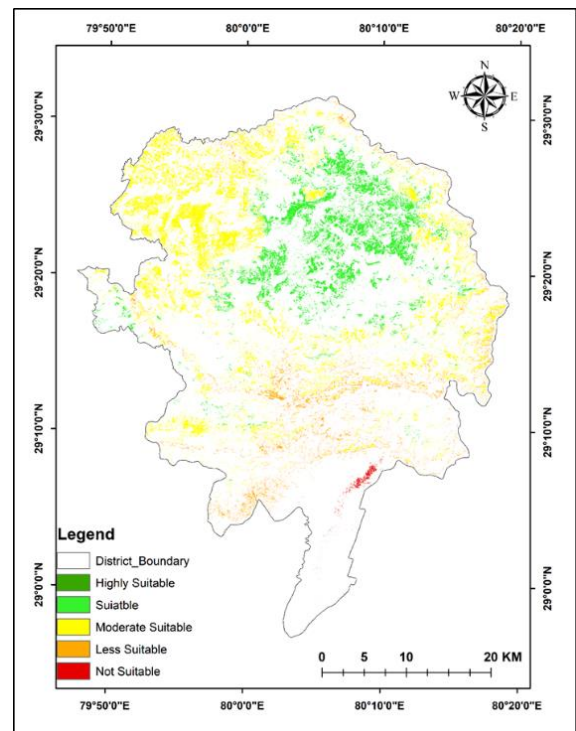 79°50'0"E 80°0'0"E 80°10'0"E 80°20'0"E
N
W E
S
29°30'0"N 29°30'0"N
29°20'0"N 29°20'0"N
29°10'0"N 29°10'0"N
29°0'0"N 29°0'0"N
Legend
District_Boundary
Highly Suitable
Suiatble
Moderate Suitable
Less Suitable
Not Suitable
0 5 10 20 KM
79°50'0"E 80°0'0"E 80°10'0"E 80°20'0"E